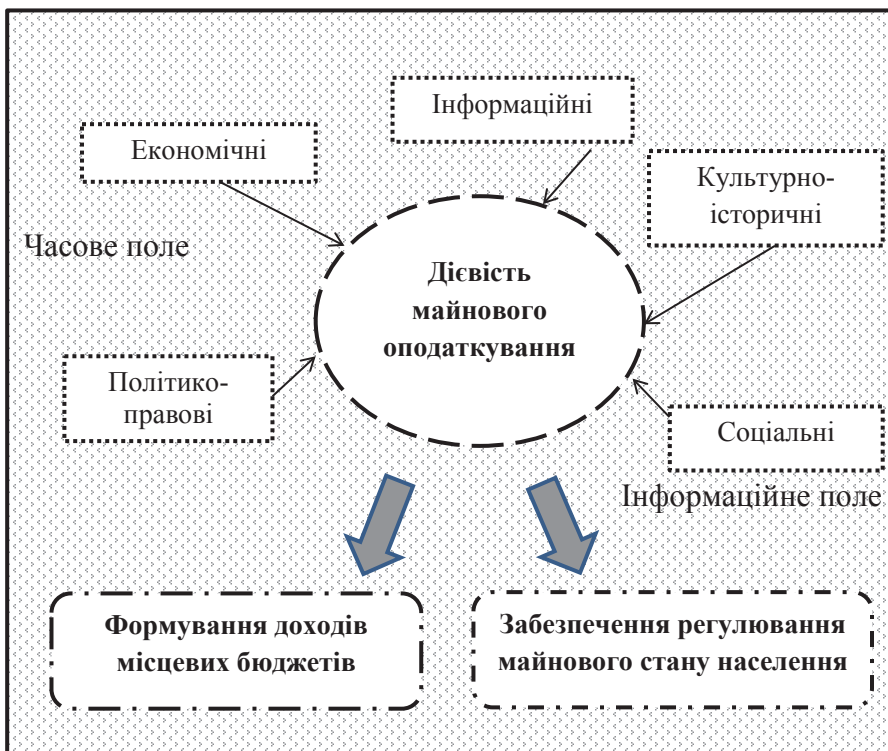 Інформаційні
Економічні
Культурно-
історичні
Часове поле
Дієвість
майнового
оподаткування
Політико-
правові
Соціальні
Інформаційне поле
Формування доходів
місцевих бюджетів
Забезпечення регулювання
майнового стану населення